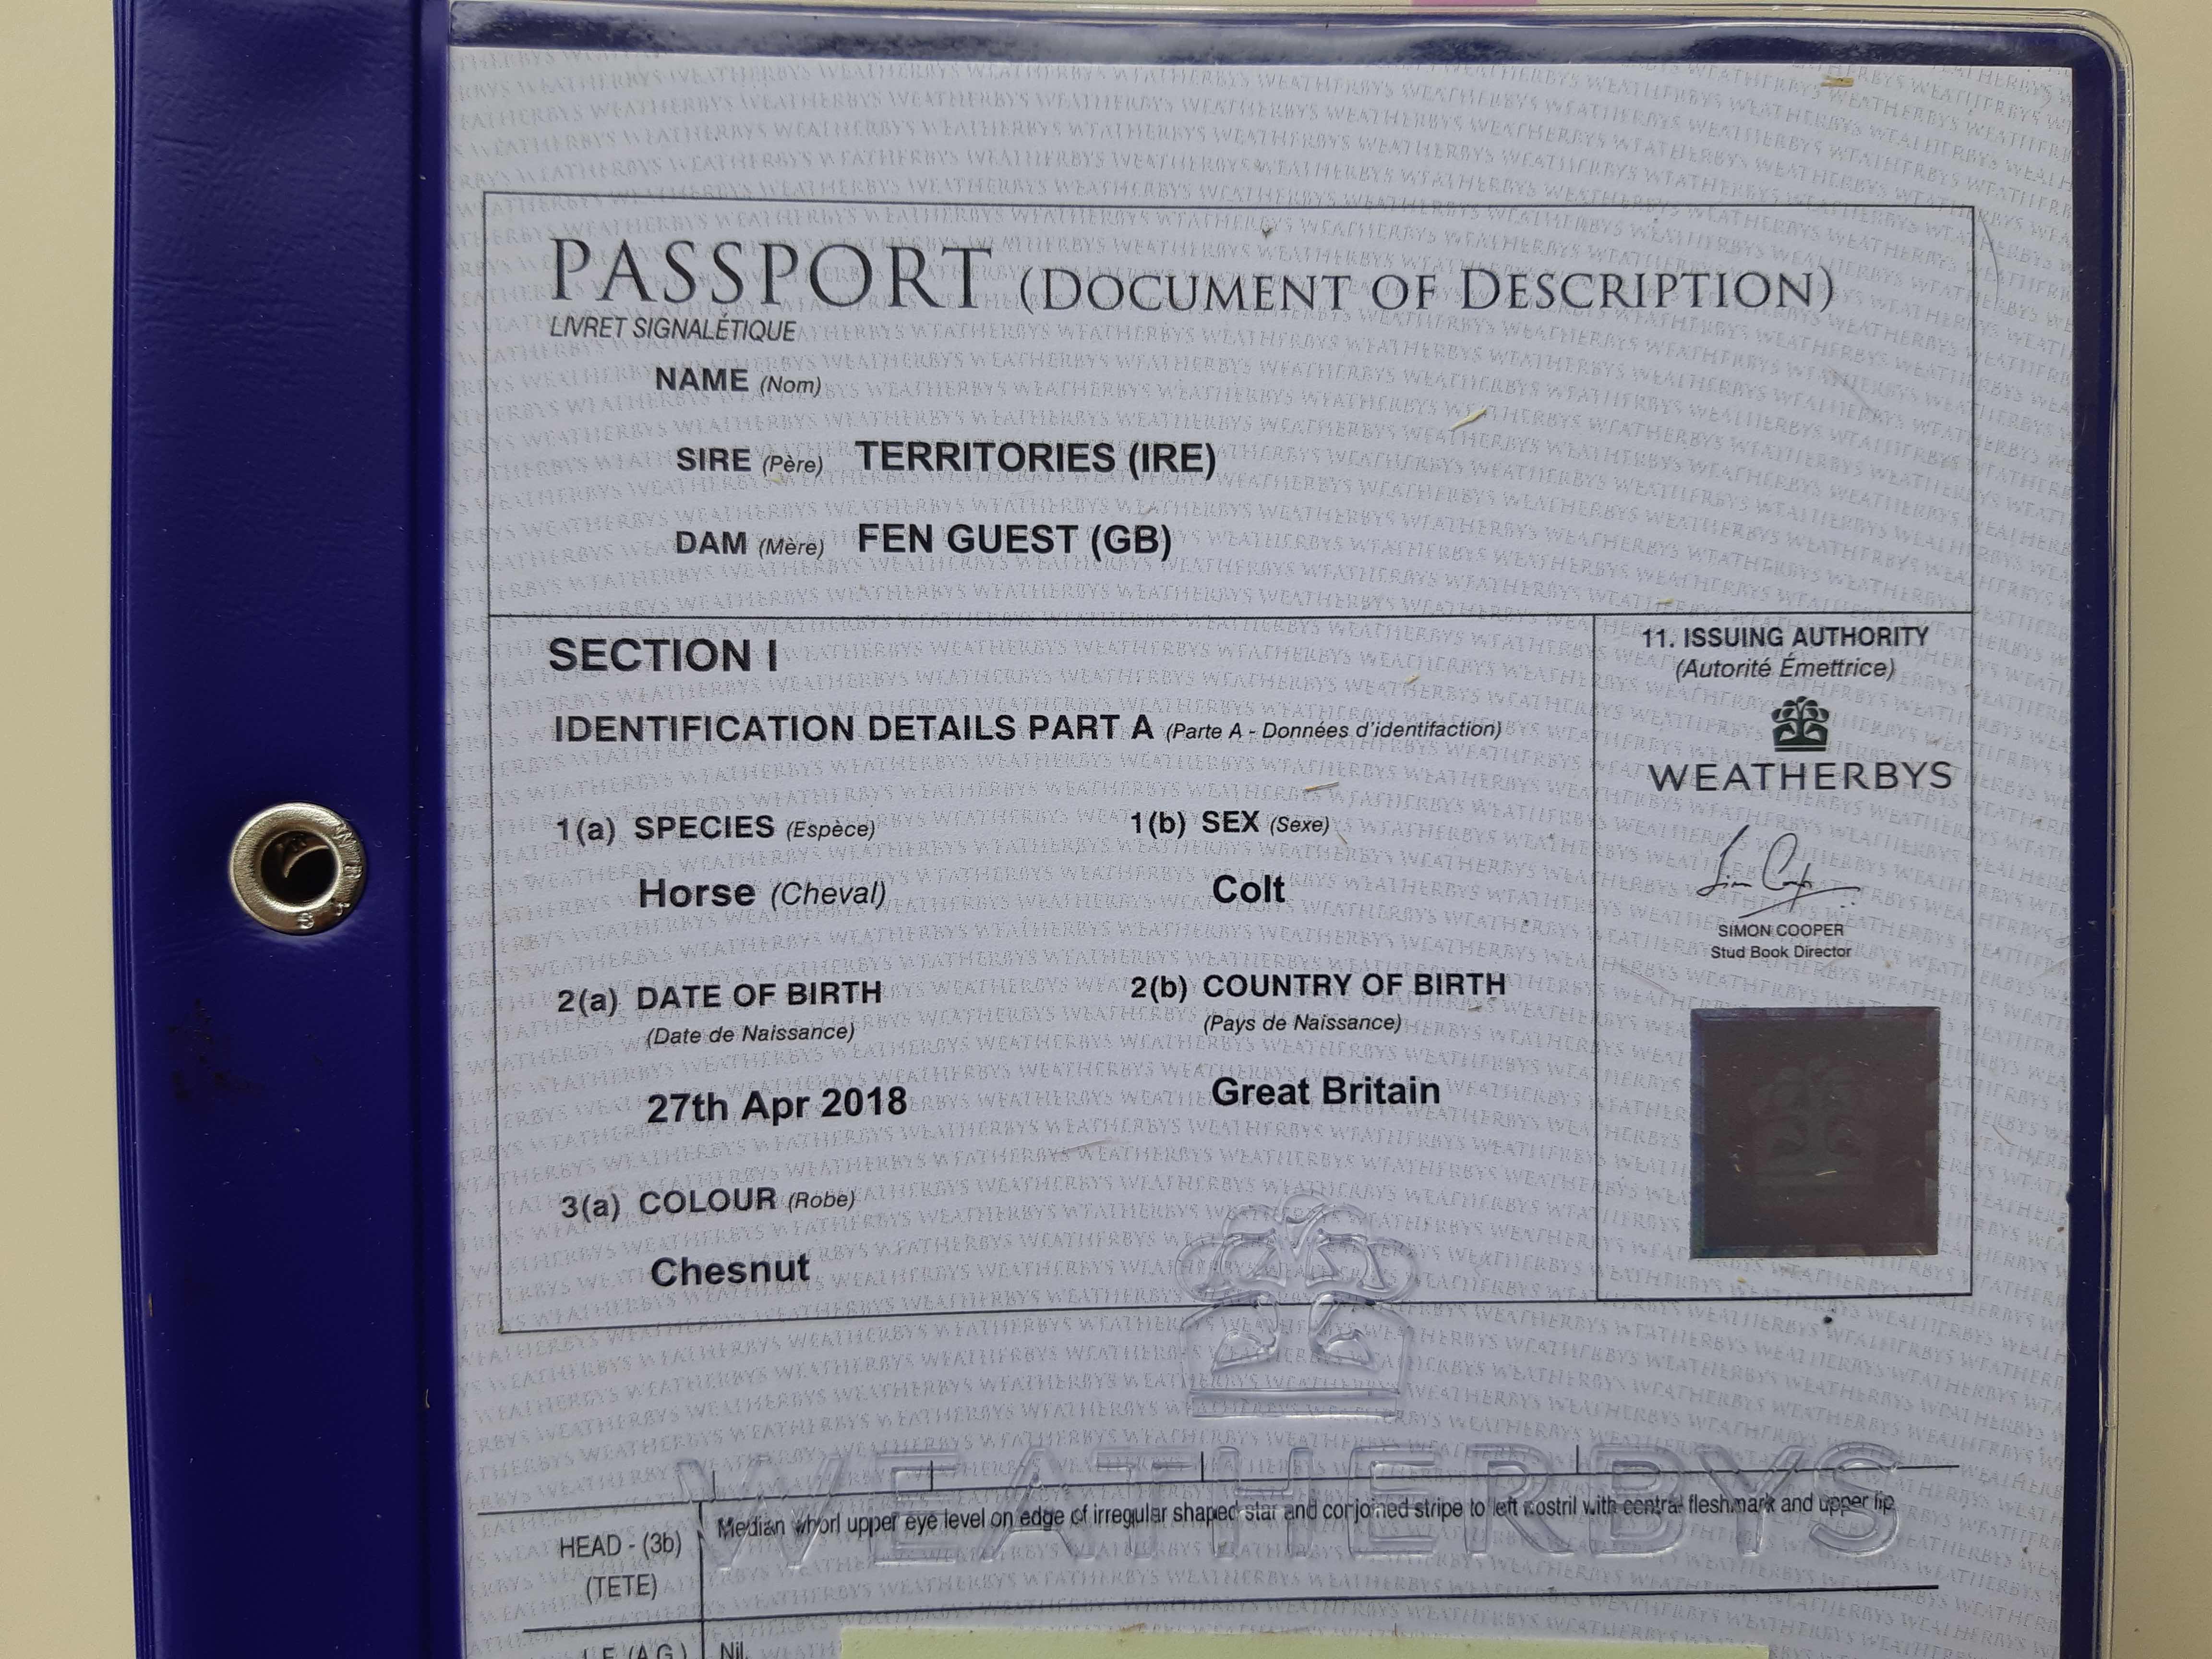 PASSPORT (DOCUMENT OF DESCRIPTION)
LIVRET SIGNALÉTIQUE
NAME (Nom)
SIRE (Père) TERRITORIES (IRE)
DAM (Mère) FEN GUEST (GB)
SECTION I
IDENTIFICATION DETAILS PART A (Parte A - Données d'identifaction)
1(a) SPECIES (Espèce)
Horse (Cheval)
1(b) SEX (Sexe)
Colt
2(a) DATE OF BIRTH
(Date de Naissance)
27th Apr 2018
2(b) COUNTRY OF BIRTH
(Pays de Naissance)
Great Britain
3(a) COLOUR (Robe)
Chesnut
11. ISSUING AUTHORITY
(Autorité Émettrice)
WEATHERBYS
SIMON COOPER
Stud Book Director
WEATHERBYS
HEAD - (3b)
(TETE)
Median whorl upper eye level on edge of irregular shaped star and conjoined stripe to left nostril with central fleshmark and upper lip
L.F. (A.G.) Nil.